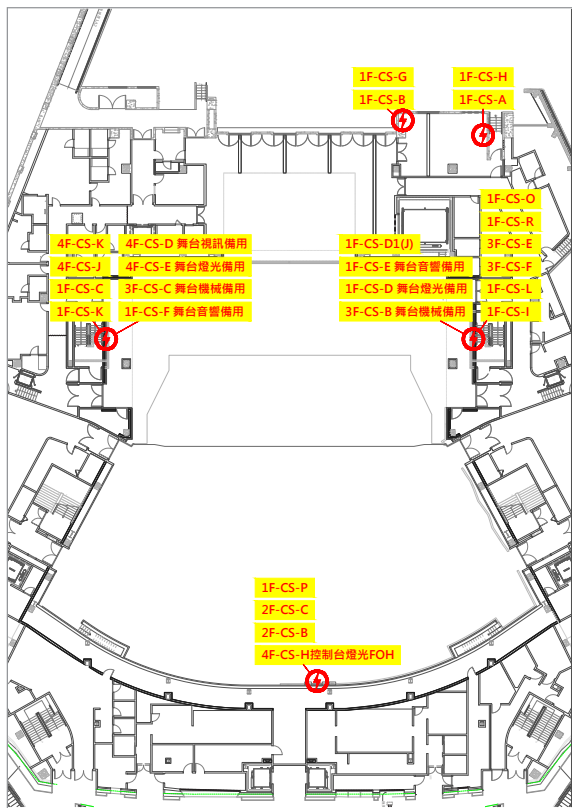 1F-CS-G
1F-CS-B
1F-CS-H
1F-CS-A
4F-CS-K
4F-CS-J
1F-CS-C
1F-CS-K
4F-CS-D 舞台視訊備用
4F-CS-E 舞台燈光備用
3F-CS-C 舞台機械備用
1F-CS-F 舞台音響備用
1F-CS-D1(J)
1F-CS-E 舞台音響備用
1F-CS-D 舞台燈光備用
3F-CS-B 舞台機械備用
1F-CS-O
1F-CS-R
3F-CS-E
3F-CS-F
1F-CS-L
1F-CS-I
1F-CS-P
2F-CS-C
2F-CS-B
4F-CS-H控制台燈光FOH